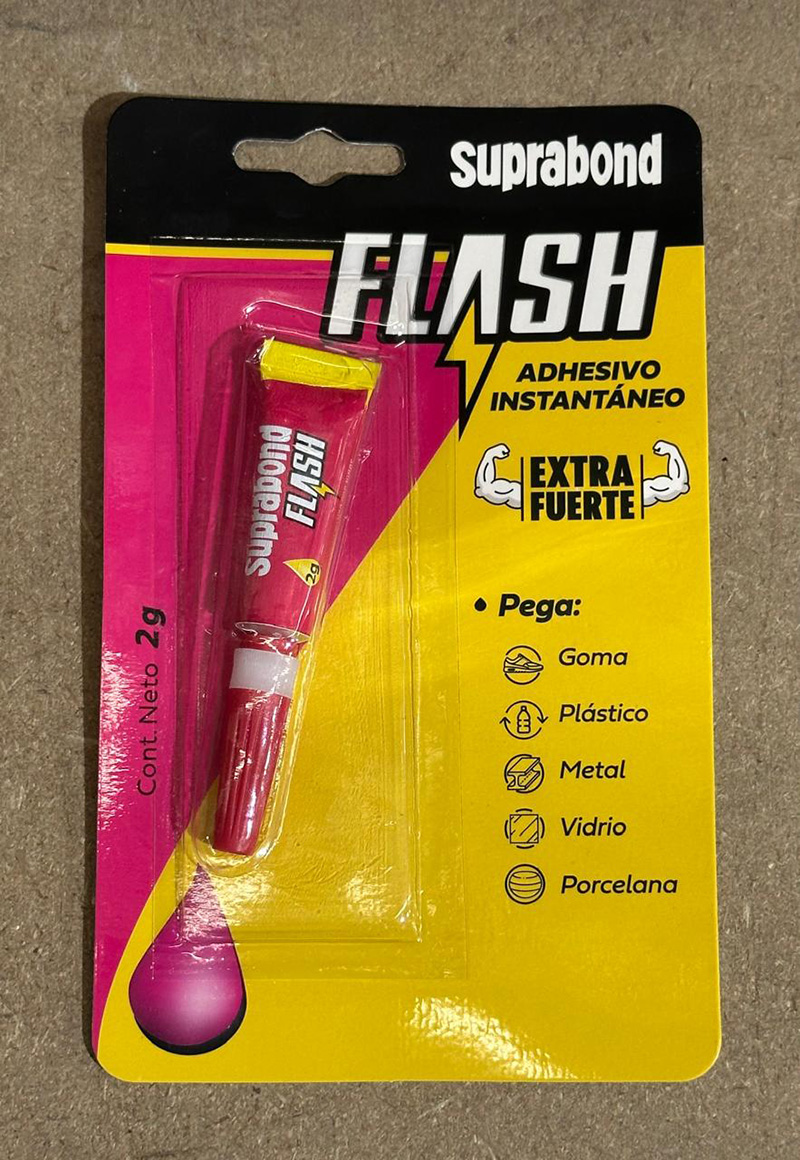 Suprabond
FLASH
ADHESIVO
INSTANTÁNEO
EXTRA
FUERTE
Pega:
Goma
Plástico
Metal
Vidrio
Porcelana
Suprabond
FLASH
2g
Cont. Neto 2g